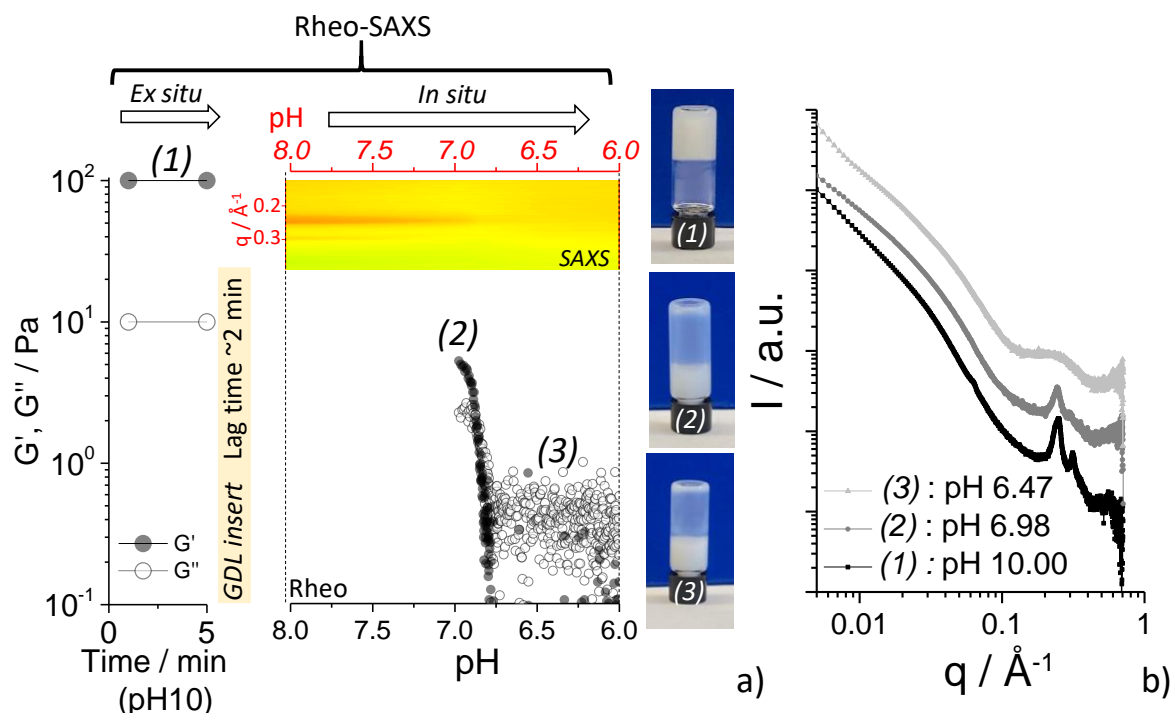 Rheo-SAXS
Ex situ
In situ
pH
8.0 7.5 7.0 6.5 6.0
(1)
q / Å-1
0.2
0.3
SAXS
G', G'' / Pa
10²
10¹
10⁰
10⁻¹
GDL insert Lag time ~2 min
(2)
(3)
G'
G''
Rheo
0 5
Time / min
(pH10)
8.0 7.5 7.0 6.5 6.0
pH
(1)
(2)
(3)
a)
I / a.u.
(3) : pH 6.47
(2) : pH 6.98
(1) : pH 10.00
0.01 0.1 1
q / Å-1
b)